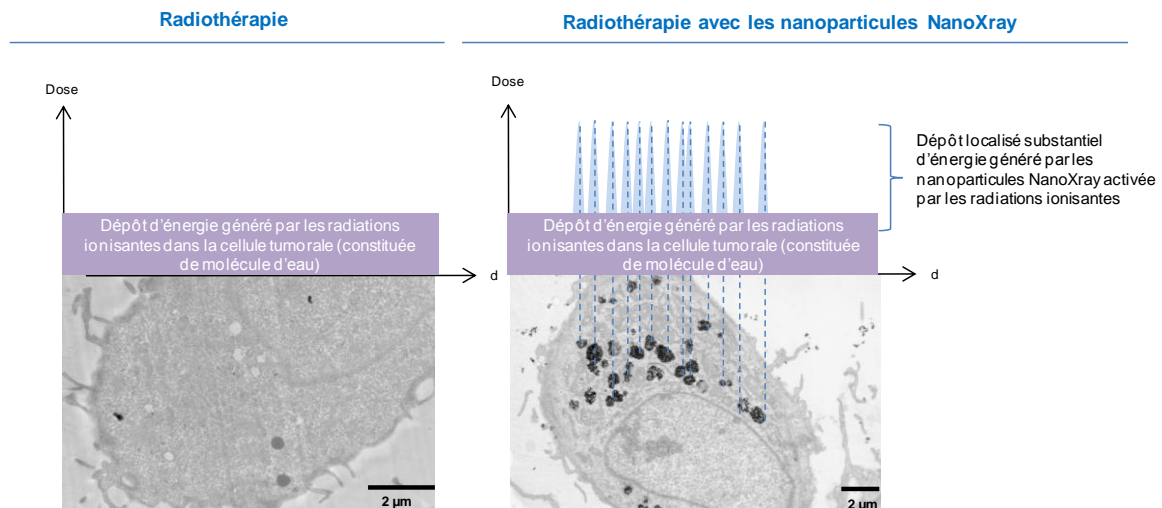 Radiothérapie
Radiothérapie avec les nanoparticules NanoXray
Dose
Dépôt d'énergie généré par les radiations
ionisantes dans la cellule tumorale (constituée
de molécule d'eau)
d
2 µm
Dose
Dépôt localisé substantiel
d'énergie généré par les
nanoparticules NanoXray activée
par les radiations ionisantes
Dépôt d'énergie généré par les radiations
ionisantes dans la cellule tumorale (constituée
de molécule d'eau)
d
2 µm